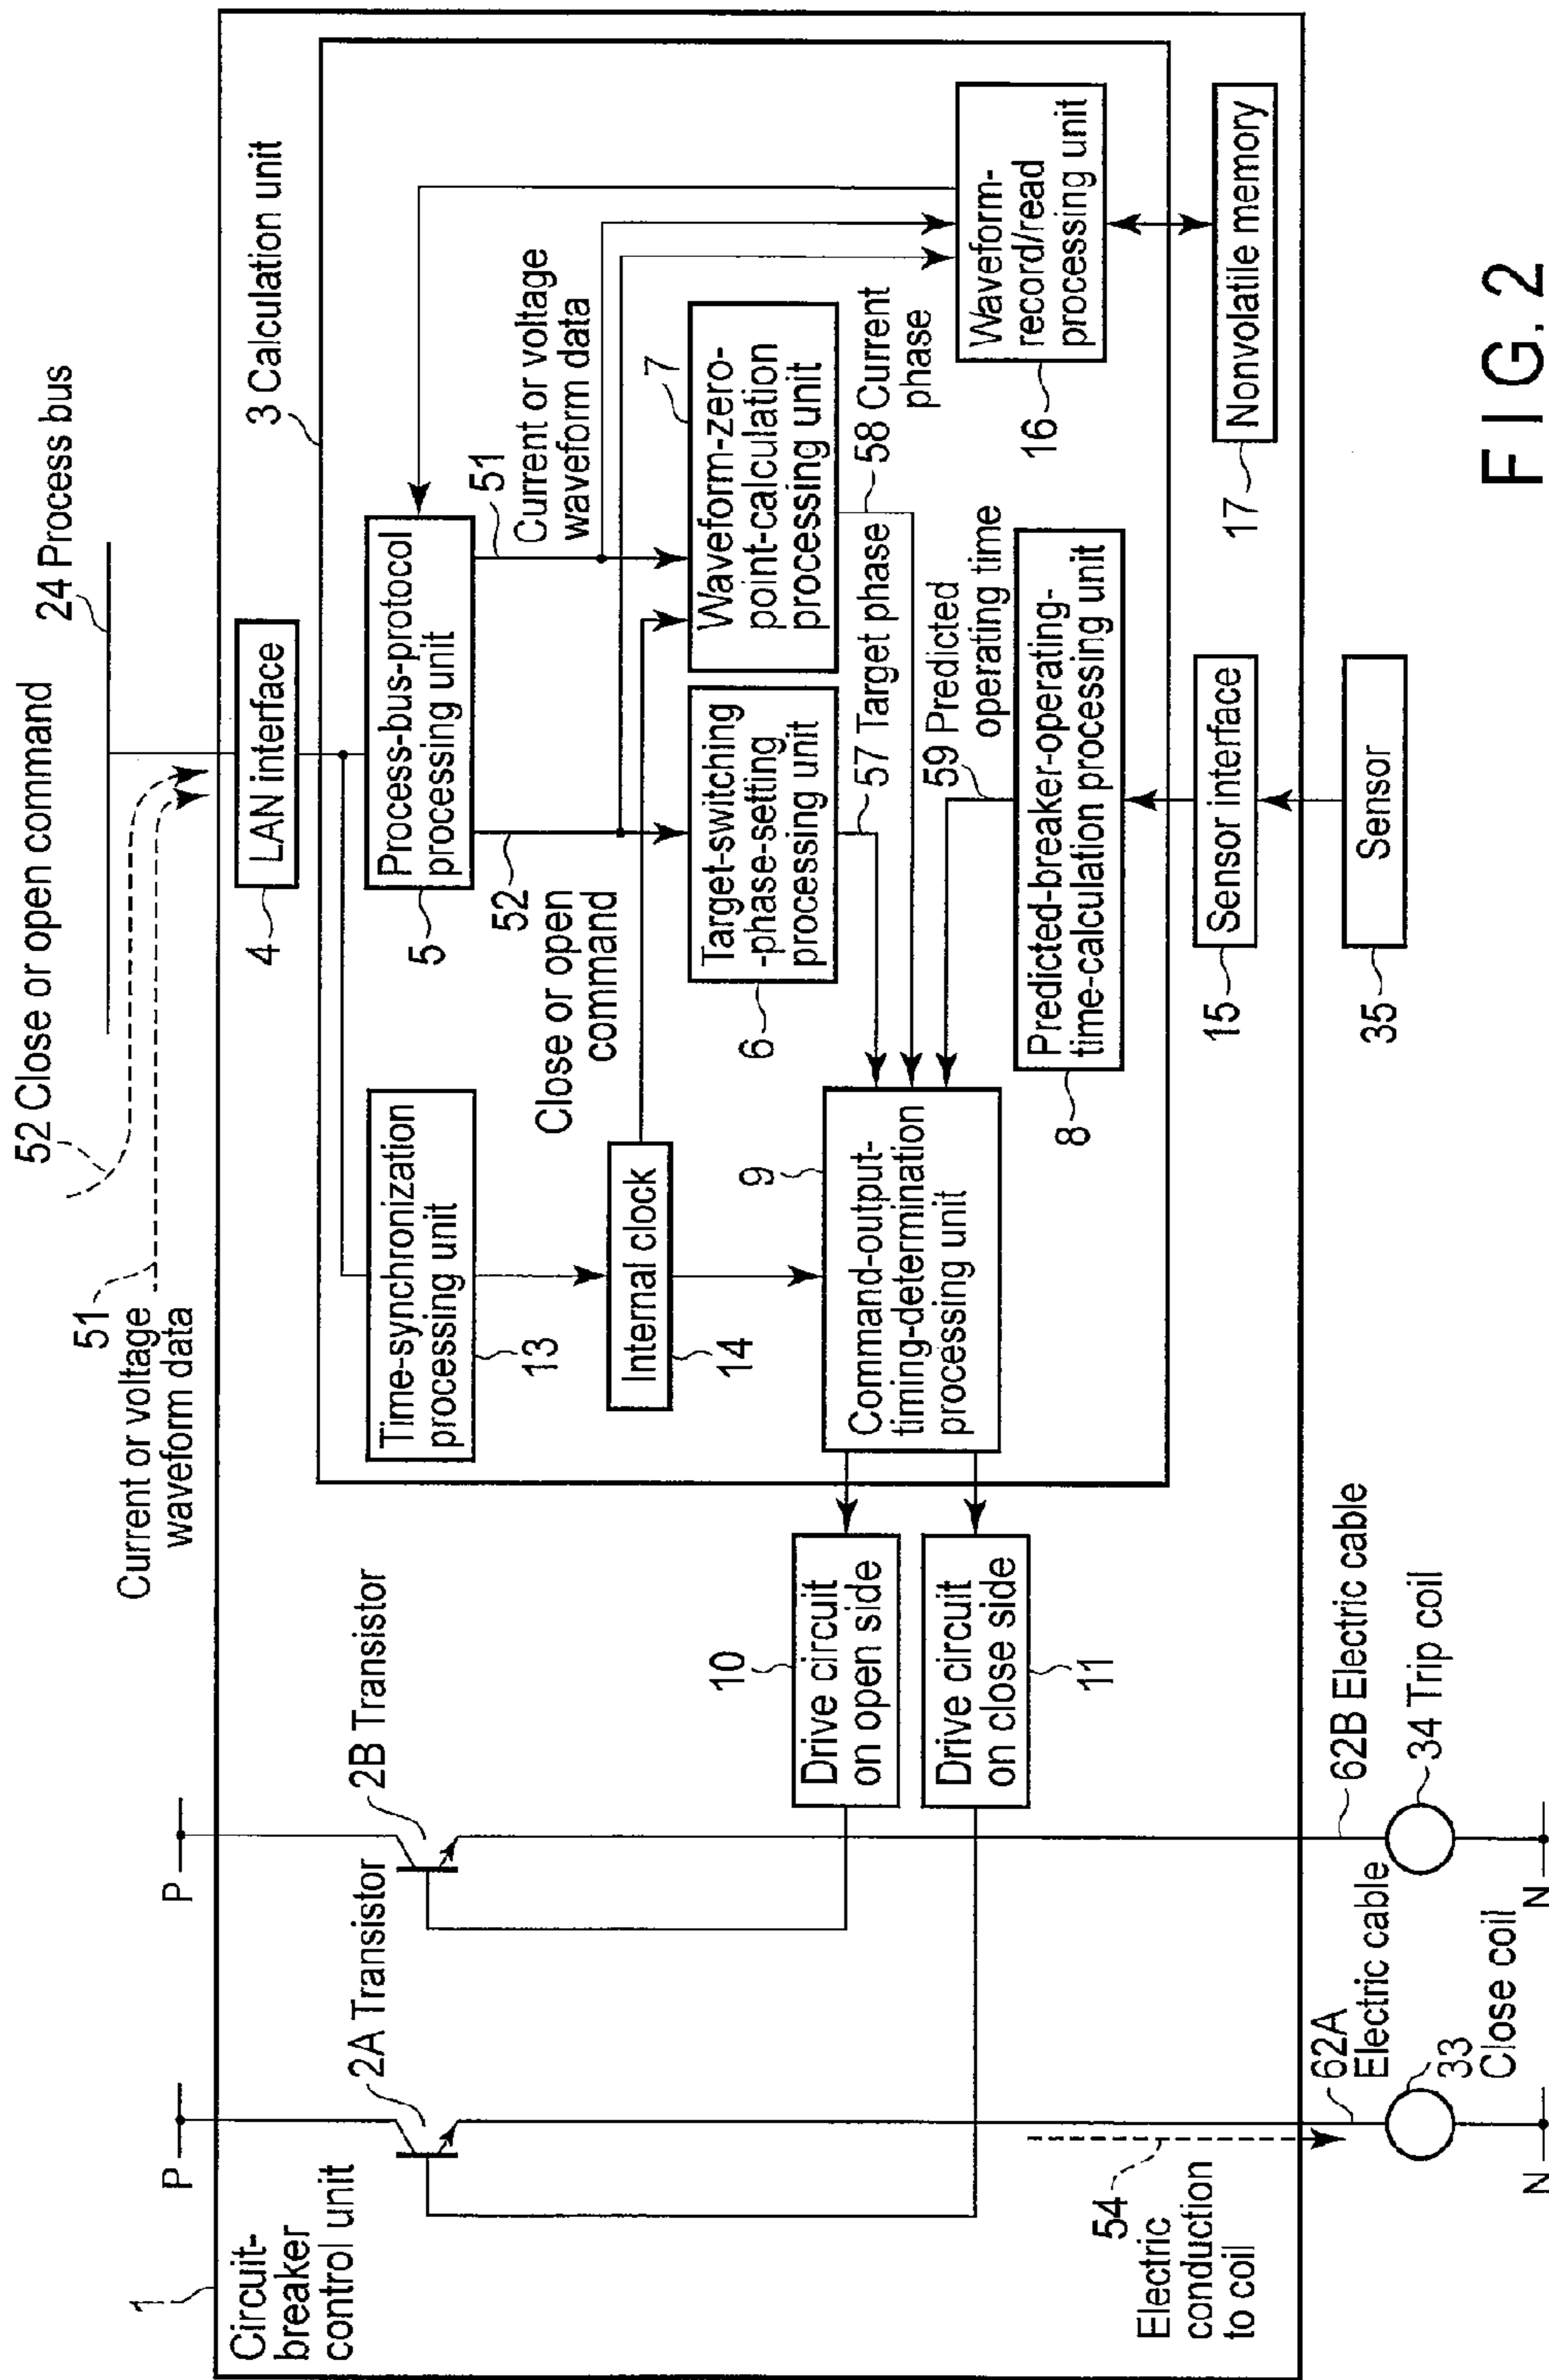 52 Close or open command
24 Process bus
51
Current or voltage
waveform data
1
Circuit-
breaker
control unit
P
P
2A Transistor
2B Transistor
4
LAN interface
3 Calculation unit
Time-synchronization
processing unit
13
Process-bus-protocol
processing unit
5
52
Close or open
command
51
Current or voltage
waveform data
Internal clock
14
Target-switching
-phase-setting
processing unit
6
Waveform-zero-
point-calculation
processing unit
7
57 Target phase
58 Current
phase
59 Predicted
operating time
9
Command-output-
timing-determination
processing unit
10
Drive circuit
on open side
Drive circuit
on close side
11
Predicted-breaker-operating-
time-calculation processing unit
8
Waveform-
record/read
processing unit
16
Nonvolatile memory
17
Sensor interface
15
Sensor
35
54
Electric
conduction
to coil
62A
Electric cable
33
Close coil
62B Electric cable
34 Trip coil
N
N
FIG. 2